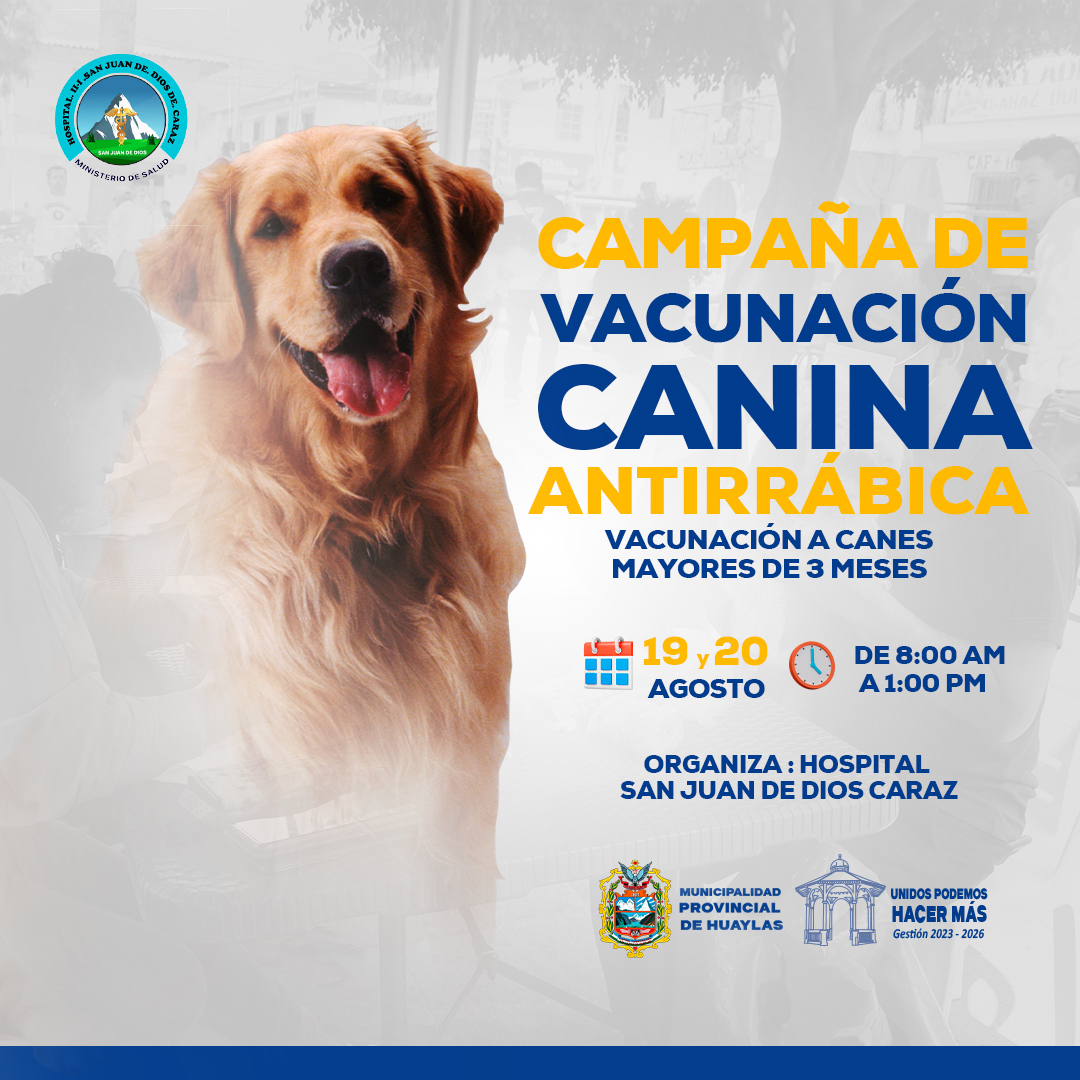 HOSPITAL II-1 SAN JUAN DE. DIOS DE. CARAZ
SAN JUAN DE DIOS
MINISTERIO DE SALUD
CAMPAÑA DE
VACUNACIÓN
CANINA
ANTIRRÁBICA
VACUNACIÓN A CANES
MAYORES DE 3 MESES
19 y 20
AGOSTO
DE 8:00 AM
A 1:00 PM
ORGANIZA : HOSPITAL
SAN JUAN DE DIOS CARAZ
MUNICIPALIDAD
PROVINCIAL
DE HUAYLAS
UNIDOS PODEMOS
HACER MÁS
Gestión 2023 - 2026